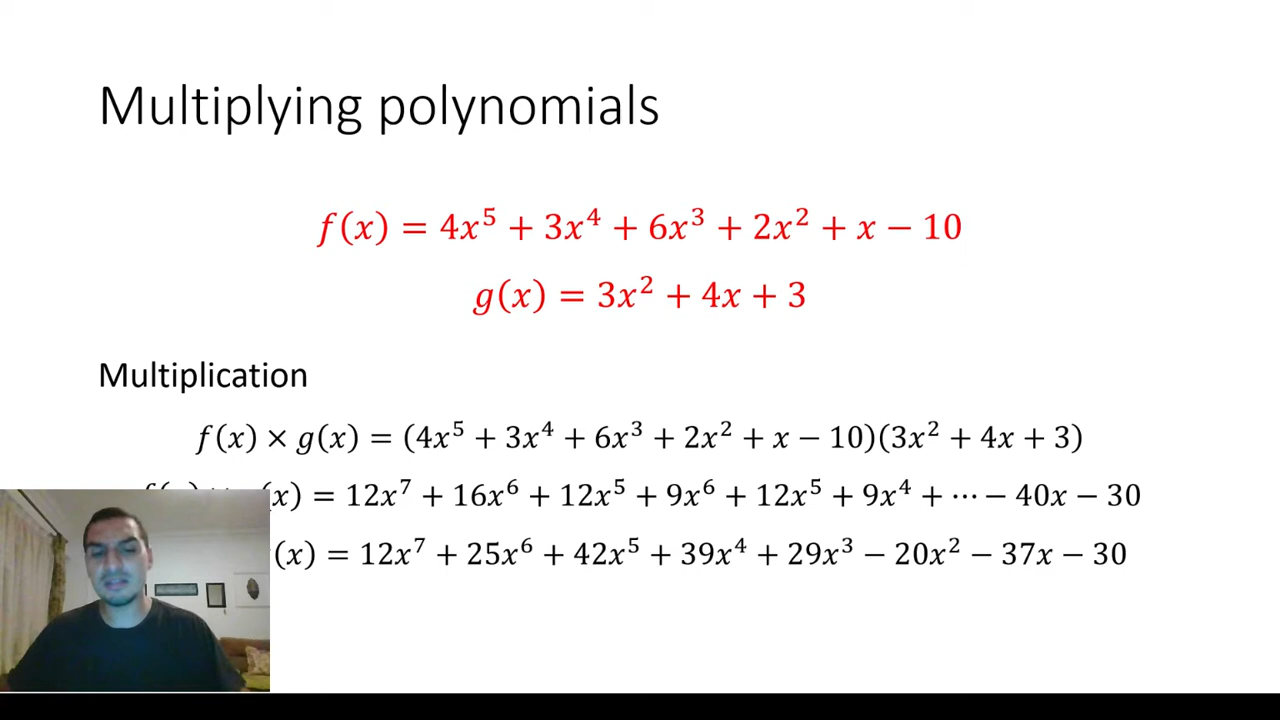 Multiplying polynomials
f(x) = 4x⁵ + 3x⁴ + 6x³ + 2x² + x − 10
g(x) = 3x² + 4x + 3
Multiplication
f(x) × g(x) = (4x⁵ + 3x⁴ + 6x³ + 2x² + x − 10)(3x² + 4x + 3)
(x) = 12x⁷ + 16x⁶ + 12x⁵ + 9x⁶ + 12x⁵ + 9x⁴ + ⋯ − 40x − 30
(x) = 12x⁷ + 25x⁶ + 42x⁵ + 39x⁴ + 29x³ − 20x² − 37x − 30